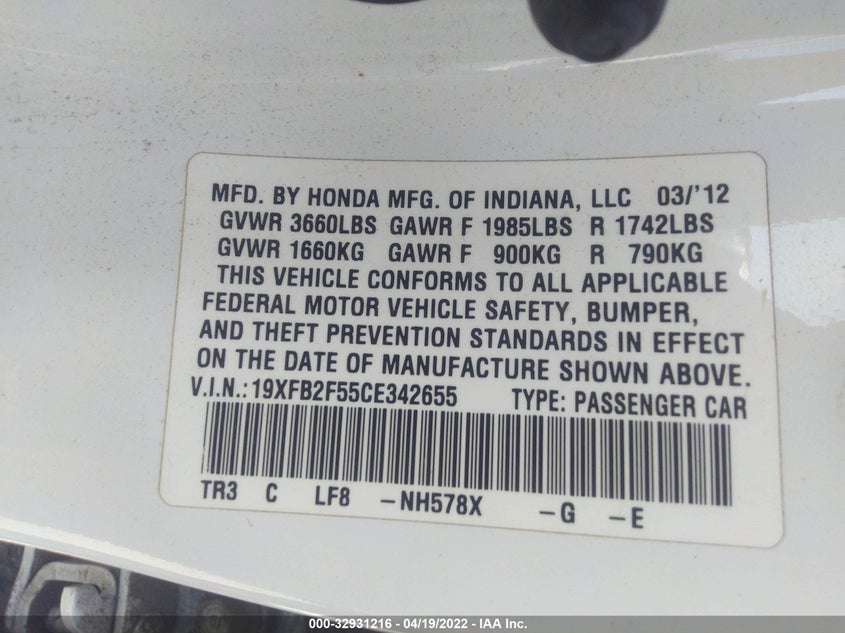 MFD. BY HONDA MFG. OF INDIANA, LLC 03/'12
GVWR 3660LBS GAWR F 1985LBS R 1742LBS
GVWR 1660KG GAWR F 900KG R 790KG
THIS VEHICLE CONFORMS TO ALL APPLICABLE
FEDERAL MOTOR VEHICLE SAFETY, BUMPER,
AND THEFT PREVENTION STANDARDS IN EFFECT
ON THE DATE OF MANUFACTURE SHOWN ABOVE.
V.I.N.:19XFB2F55CE342655 TYPE: PASSENGER CAR
TR3 C LF8 -NH578X -G -E
000-32931216 - 04/19/2022 - IAA Inc.